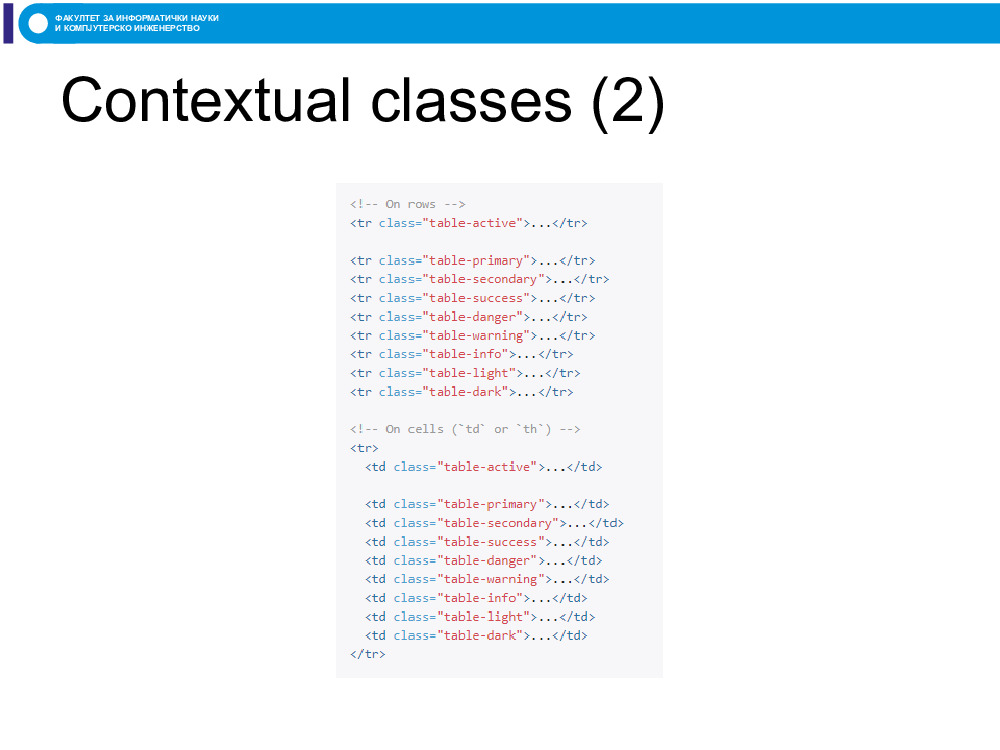 ФАКУЛТЕТ ЗА ИНФОРМАТИЧКИ НАУКИ
И КОМПЈУТЕРСКО ИНЖЕНЕРСТВО
Contextual classes (2)
<!-- On rows -->
<tr class="table-active">...</tr>
<tr class="table-primary">...</tr>
<tr class="table-secondary">...</tr>
<tr class="table-success">...</tr>
<tr class="table-danger">...</tr>
<tr class="table-warning">...</tr>
<tr class="table-info">...</tr>
<tr class="table-light">...</tr>
<tr class="table-dark">...</tr>
<!-- On cells (`td` or `th`) -->
<tr>
  <td class="table-active">...</td>
  <td class="table-primary">...</td>
  <td class="table-secondary">...</td>
  <td class="table-success">...</td>
  <td class="table-danger">...</td>
  <td class="table-warning">...</td>
  <td class="table-info">...</td>
  <td class="table-light">...</td>
  <td class="table-dark">...</td>
</tr>